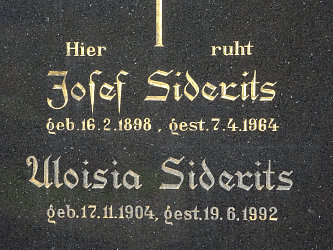 Hier ruht
Josef Siderits
geb. 16.2.1898, gest. 7.4.1964
Aloisia Siderits
geb. 17.11.1904, gest. 19.6.1992